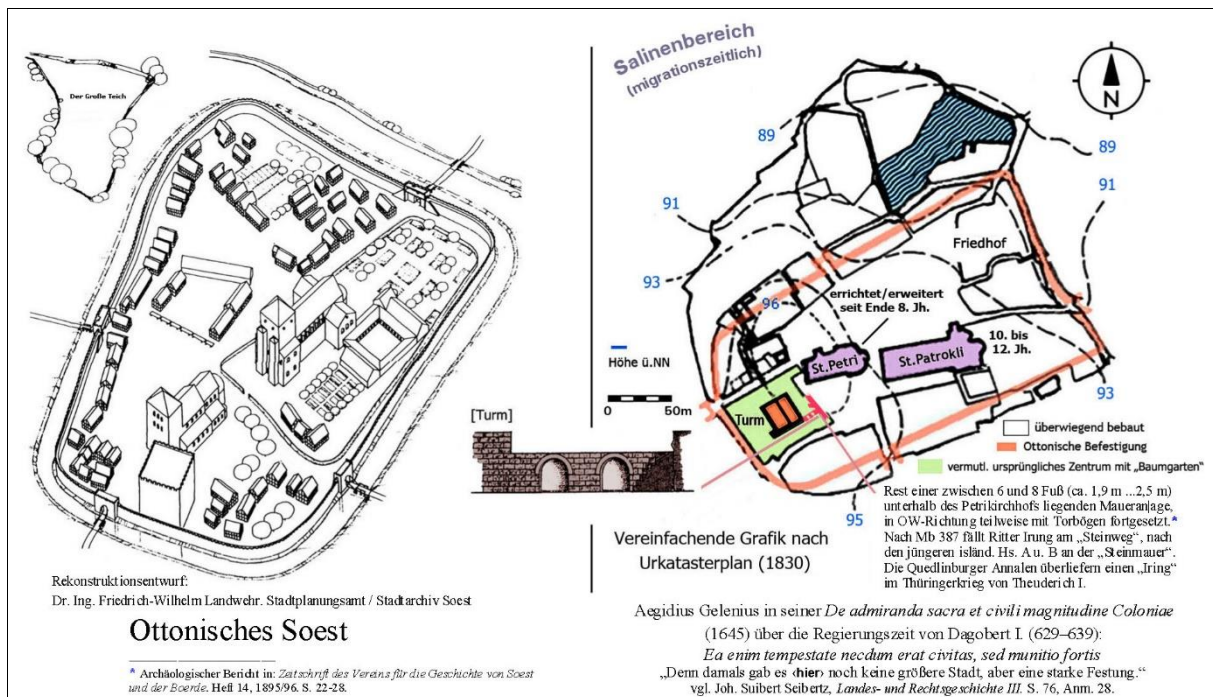 Der Große Teich
Rekonstruktionsentwurf:
Dr. Ing. Friedrich-Wilhelm Landwehr. Stadtplanungsamt / Stadtarchiv Soest
Ottonisches Soest
* Archäologischer Bericht in: Zeitschrift des Vereins für die Geschichte von Soest
und der Boerde. Heft 14, 1895/96. S. 22-28.
Salinenbereich
(migrationszeitlich)
N
89
89
91
91
93
Friedhof
96
errichtet/erweitert
seit Ende 8. Jh.
10. bis
12. Jh.
St.Petri
St.Patrokli
Höhe ü.NN
0
50m
Turm
93
[Turm]
95
überwiegend bebaut
Ottonische Befestigung
vermutl. ursprüngliches Zentrum mit „Baumgarten“
Rest einer zwischen 6 und 8 Fuß (ca. 1,9 m ...2,5 m)
unterhalb des Petrikirchhofs liegenden Maueranlage,
in OW-Richtung teilweise mit Torbögen fortgesetzt.*
Nach Mb 387 fällt Ritter Irung am „Steinweg“, nach
den jüngeren isländ. Hs. A u. B an der „Steinmauer“.
Die Quedlinburger Annalen überliefern einen „Iring“
im Thüringerkrieg von Theuderich I.
Vereinfachende Grafik nach
Urkatasterplan (1830)
Aegidius Gelenius in seiner De admiranda sacra et civili magnitudine Coloniae
(1645) über die Regierungszeit von Dagobert I. (629–639):
Ea enim tempestate necdum erat civitas, sed munitio fortis
„Denn damals gab es ‹hier› noch keine größere Stadt, aber eine starke Festung.“
vgl. Joh. Suibert Seibertz, Landes- und Rechtsgeschichte III. S. 76, Anm. 28.